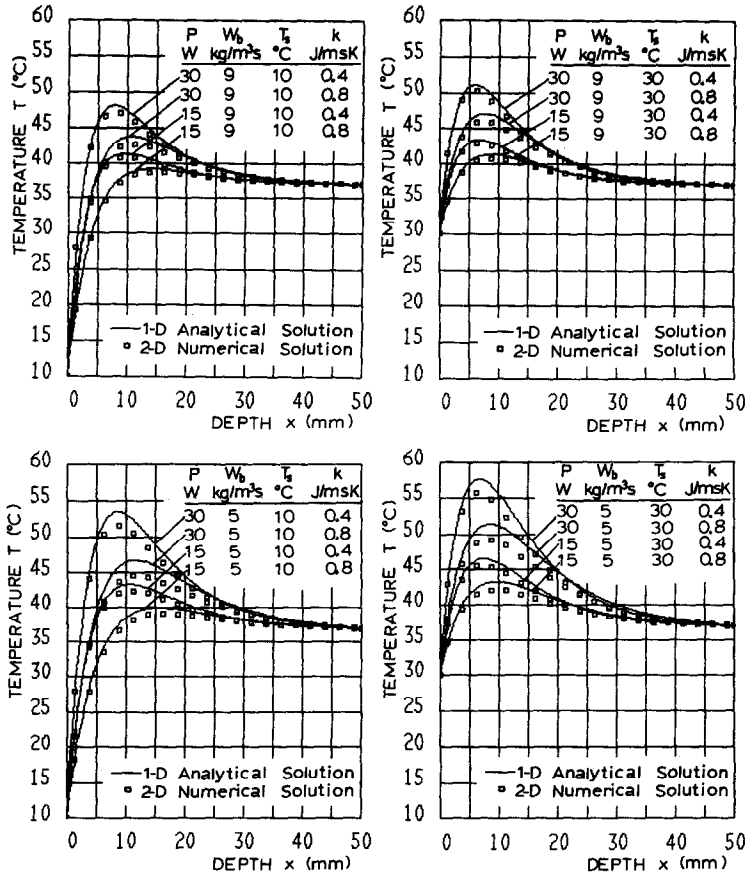 TEMPERATURE T (°C)
60
55
50
45
40
35
30
25
20
15
10
P W_b T_s k
W kg/m³s °C J/msK
30 9 10 0.4
30 9 10 0.8
15 9 10 0.4
15 9 10 0.8
1-D Analytical Solution
2-D Numerical Solution
0 10 20 30 40 50
DEPTH x (mm)
TEMPERATURE T (°C)
60
55
50
45
40
35
30
25
20
15
10
P W_b T_s k
W kg/m³s °C J/msK
30 9 30 0.4
30 9 30 0.8
15 9 30 0.4
15 9 30 0.8
1-D Analytical Solution
2-D Numerical Solution
0 10 20 30 40 50
DEPTH x (mm)
TEMPERATURE T (°C)
60
55
50
45
40
35
30
25
20
15
10
P W_b T_s k
W kg/m³s °C J/msK
30 5 10 0.4
30 5 10 0.8
15 5 10 0.4
15 5 10 0.8
1-D Analytical Solution
2-D Numerical Solution
0 10 20 30 40 50
DEPTH x (mm)
TEMPERATURE T (°C)
60
55
50
45
40
35
30
25
20
15
10
P W_b T_s k
W kg/m³s °C J/msK
30 5 30 0.4
30 5 30 0.8
15 5 30 0.4
15 5 30 0.8
1-D Analytical Solution
2-D Numerical Solution
0 10 20 30 40 50
DEPTH x (mm)